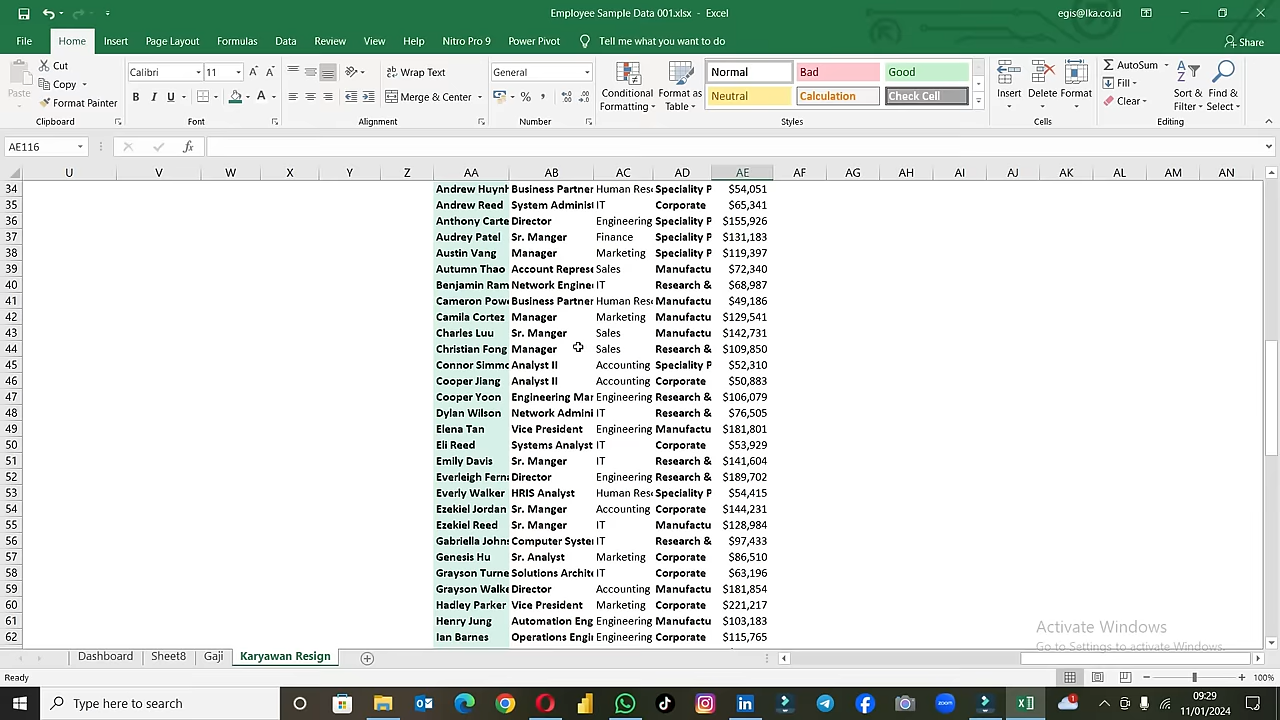 Employee Sample Data 001.xlsx - Excel
egis@lka.co.id
File Home Insert Page Layout Formulas Data Review View Help Nitro Pro 9 Power Pivot Tell me what you want to do Share
Paste
Cut
Copy
Format Painter
Clipboard
Calibri 11
B I U
Font
Wrap Text
Merge & Center
Alignment
General
Number
Conditional Formatting
Format as Table
Normal Bad Good
Neutral Calculation Check Cell
Styles
Insert Delete Format
Cells
AutoSum
Fill
Clear
Sort & Filter
Find & Select
Editing
AE116
fx
U V W X Y Z AA AB AC AD AE AF AG AH AI AJ AK AL AM AN
34 Andrew Huynh Business Partner Human Res Speciality P $54,051
35 Andrew Reed System Administ IT Corporate $65,341
36 Anthony Carte Director Engineering Speciality P $155,926
37 Audrey Patel Sr. Manger Finance Speciality P $131,183
38 Austin Vang Manager Marketing Speciality P $119,397
39 Autumn Thao Account Represe Sales Manufactu $72,340
40 Benjamin Ram Network Engine IT Research & $68,987
41 Cameron Powe Business Partner Human Res Manufactu $49,186
42 Camila Cortez Manager Marketing Manufactu $129,541
43 Charles Luu Sr. Manger Sales Manufactu $142,731
44 Christian Fong Manager Sales Research & $109,850
45 Connor Simmo Analyst II Accounting Speciality P $52,310
46 Cooper Jiang Analyst II Accounting Corporate $50,883
47 Cooper Yoon Engineering Man Engineering Research & $106,079
48 Dylan Wilson Network Admini IT Research & $76,505
49 Elena Tan Vice President Engineering Manufactu $181,801
50 Eli Reed Systems Analyst IT Corporate $53,929
51 Emily Davis Sr. Manger IT Research & $141,604
52 Everleigh Ferna Director Engineering Research & $189,702
53 Everly Walker HRIS Analyst Human Res Speciality P $54,415
54 Ezekiel Jordan Sr. Manger Accounting Corporate $144,231
55 Ezekiel Reed Sr. Manger IT Manufactu $128,984
56 Gabriella Johns Computer Syster IT Research & $97,433
57 Genesis Hu Sr. Analyst Marketing Corporate $86,510
58 Grayson Turne Solutions Archit IT Corporate $63,196
59 Grayson Walke Director Accounting Manufactu $181,854
60 Hadley Parker Vice President Marketing Corporate $221,217
61 Henry Jung Automation Eng Engineering Manufactu $103,183
62 Ian Barnes Operations Engi Engineering Corporate $115,765
Activate Windows
Go to Settings to activate Windows.
Dashboard Sheet8 Gaji Karyawan Resign
Ready
100%
Type here to search
09:29
11/01/2024